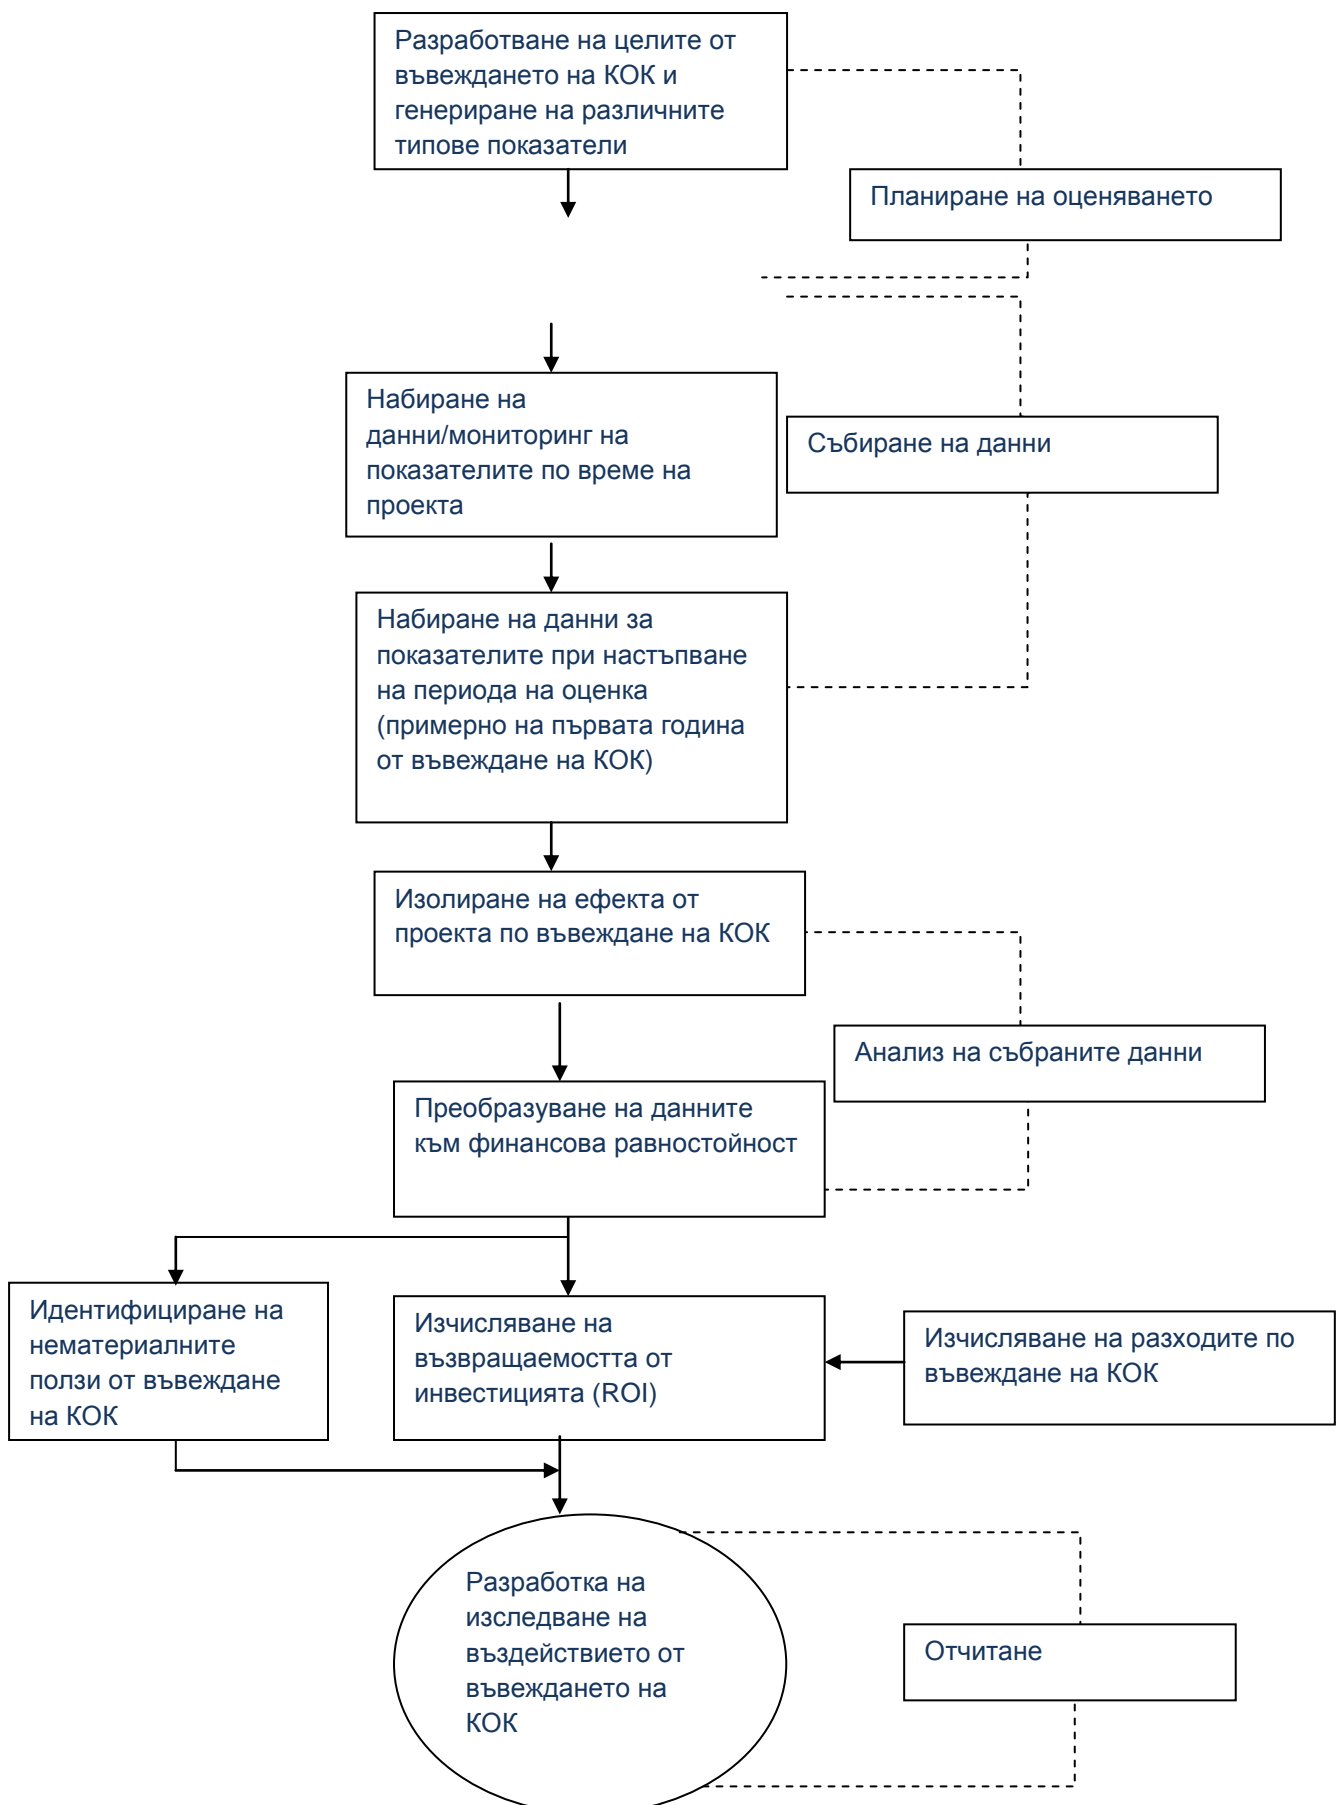 Разработване на целите от
въвеждането на КОК и
генериране на различните
типове показатели
Планиране на оценяването
Набиране на
данни/мониторинг на
показателите по време на
проекта
Събиране на данни
Набиране на данни за
показателите при настъпване
на периода на оценка
(примерно на първата година
от въвеждане на КОК)
Изолиране на ефекта от
проекта по въвеждане на КОК
Анализ на събраните данни
Преобразуване на данните
към финансова равностойност
Идентифициране на
нематериалните
ползи от въвеждане
на КОК
Изчисляване на
възвращаемостта от
инвестицията (ROI)
Изчисляване на разходите по
въвеждане на КОК
Разработка на
изследване на
въздействието от
въвеждането на
КОК
Отчитане